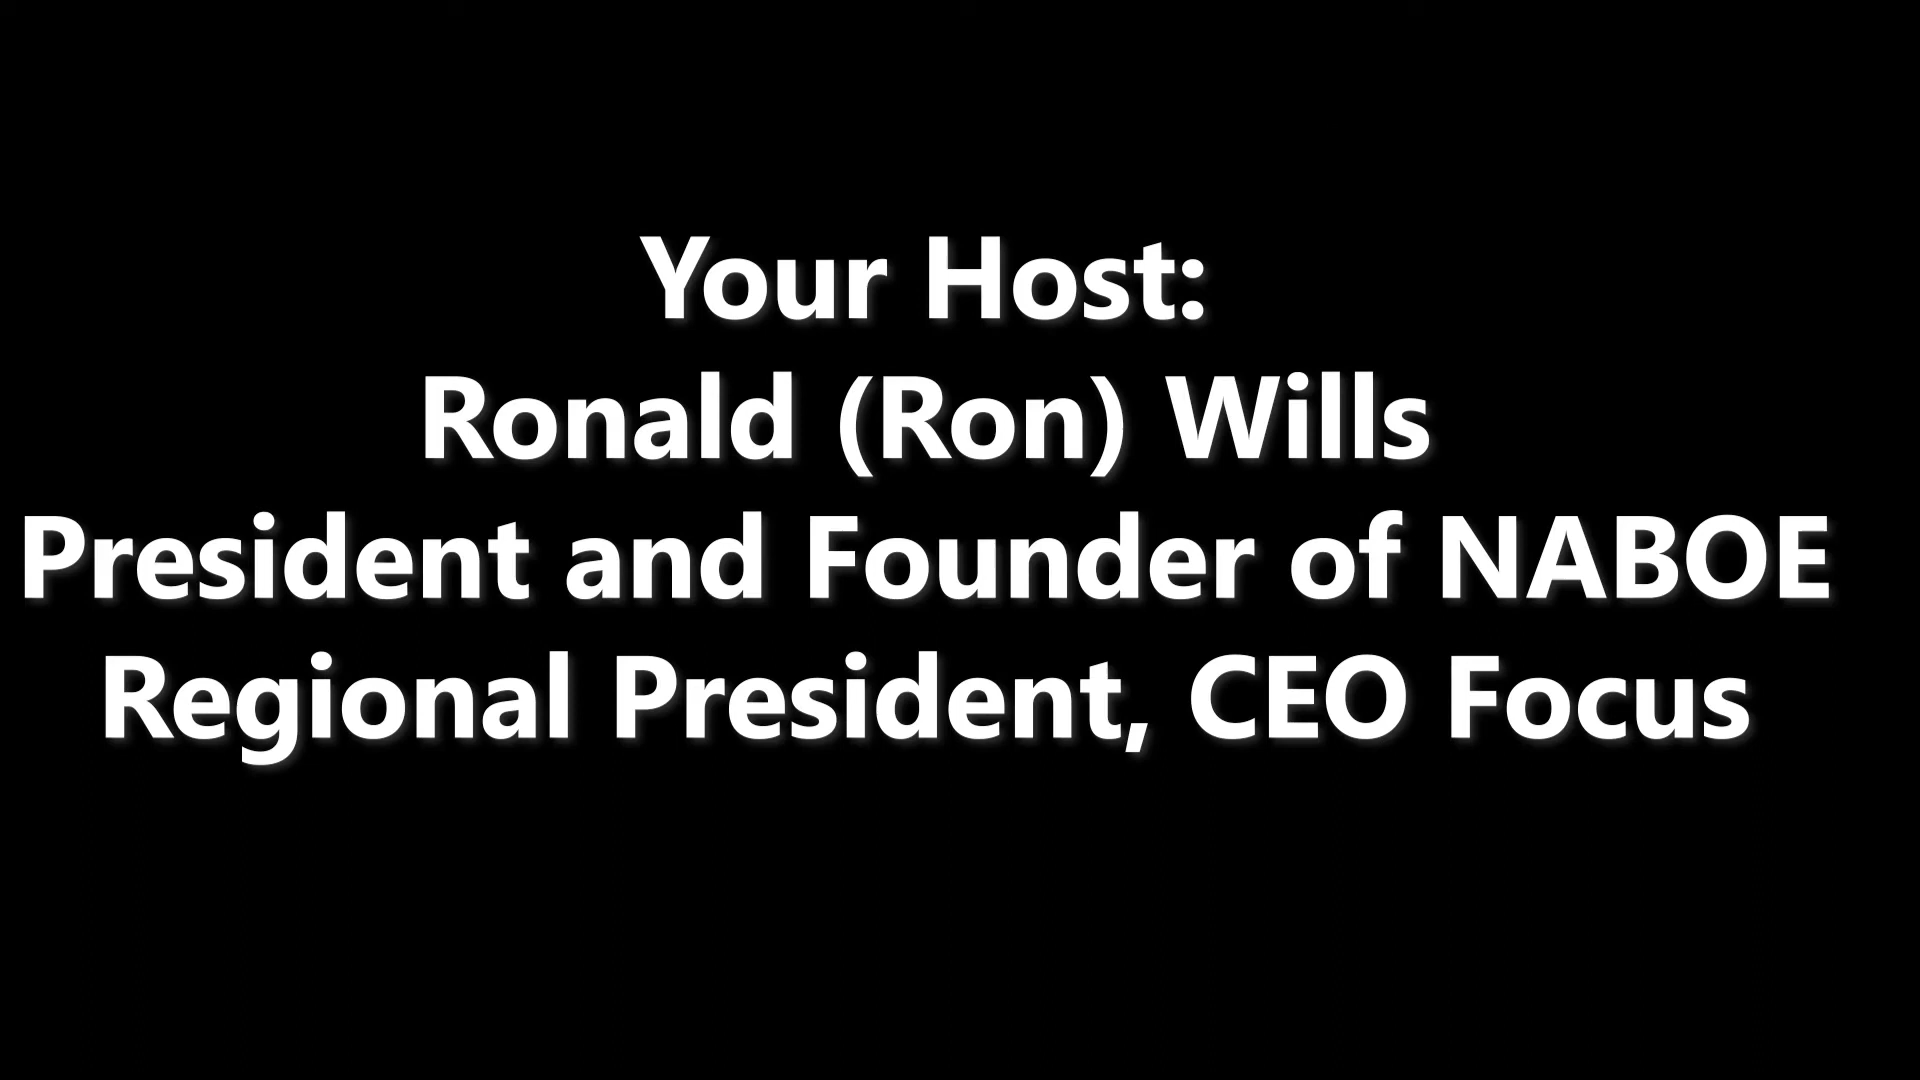 Your Host:
Ronald (Ron) Wills
President and Founder of NABOE
Regional President, CEO Focus